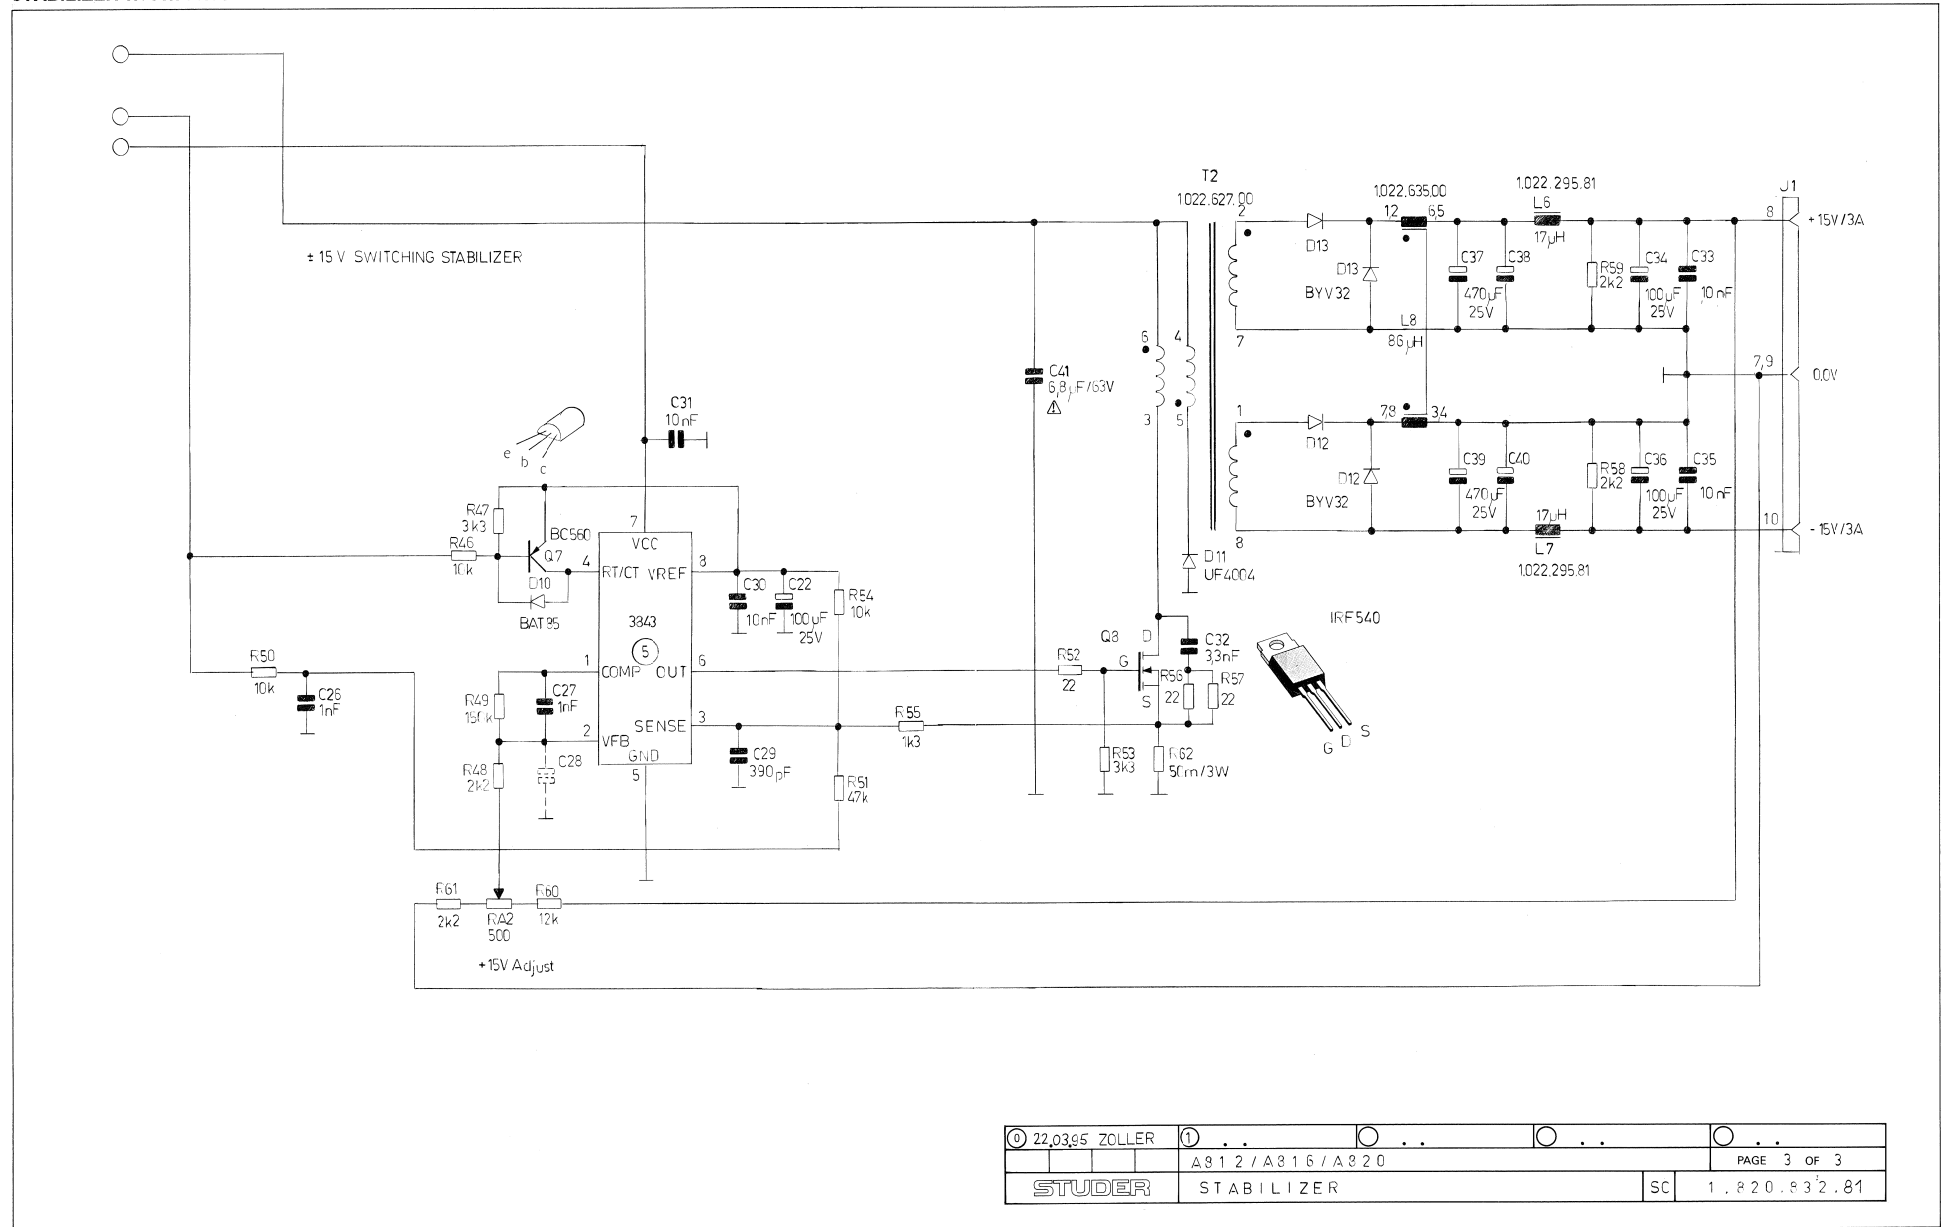 ± 15 V SWITCHING STABILIZER
T2
1.022.627.00
2
7
1
8
6
3
4
5
D13
D13
BYV32
1.022.635.00
1,2
6,5
L8
86µH
7,8
3,4
D12
D12
BYV32
C37
C38
470µF
25V
C39
C40
470µF
25V
1.022.295.81
L6
17µH
17µH
L7
1.022.295.81
R59
2k2
C34
100µF
25V
C33
10nF
R58
2k2
C36
100µF
25V
C35
10nF
J1
8
+15V/3A
7,9
0.0V
10
-15V/3A
C41
6,8µF/63V
C31
10nF
e
b
c
R47
3k3
BC560
Q7
R46
10k
D10
BAT85
7
VCC
4
RT/CT
VREF
8
3843
5
1
COMP
OUT
6
SENSE
3
2
VFB
GND
5
C30
10nF
C22
100µF
25V
R54
10k
R50
10k
C26
1nF
R49
150k
C27
1nF
R48
2k2
C28
C29
390pF
R55
1k3
R51
47k
R52
22
Q8
D
G
S
C32
3,3nF
R56
22
R57
22
R53
3k3
R62
50m/3W
D11
UF4004
IRF540
G
D
S
R61
2k2
RA2
500
R60
12k
+15V Adjust
0 22.03.95 ZOLLER
1 . .
. .
. .
. .
A812/A816/A820
PAGE 3 OF 3
STUDER
STABILIZER
SC
1.820.832.81